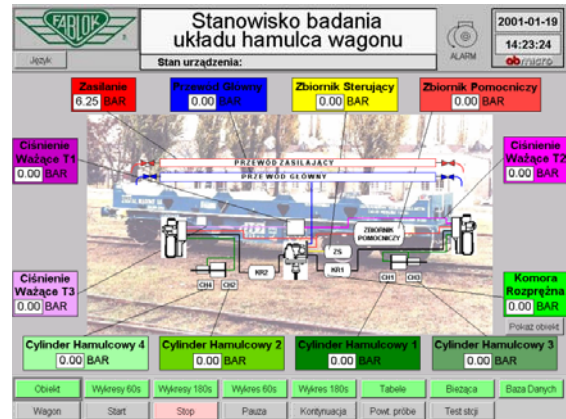 FABLOK
Stanowisko badania
układu hamulca wagonu
Język
Stan urządzenia:
ALARM
2001-01-19
14:23:24
abmicro
Zasilanie
6.25 BAR
Przewód Główny
0.00 BAR
Zbiornik Sterujący
0.00 BAR
Zbiornik Pomocniczy
0.00 BAR
Ciśnienie
Ważące T1
0.00 BAR
Ciśnienie
Ważące T2
0.00 BAR
PRZEWÓD ZASILAJĄCY
PRZEWÓD GŁÓWNY
ZBIORNIK
POMOCNICZY
ZS
KR2
KR1
CH4
CH2
CH1
CH3
Ciśnienie
Ważące T3
0.00 BAR
Komora
Rozprężna
0.00 BAR
Pokaż obiekt
Cylinder Hamulcowy 4
0.00 BAR
Cylinder Hamulcowy 2
0.00 BAR
Cylinder Hamulcowy 1
0.00 BAR
Cylinder Hamulcowy 3
0.00 BAR
Obiekt
Wykresy 60s
Wykresy 180s
Wykres 60s
Wykres 180s
Tabele
Bieżąca
Baza Danych
Wagon
Start
Stop
Pauza
Kontynuacja
Powt. próbe
Test stcji